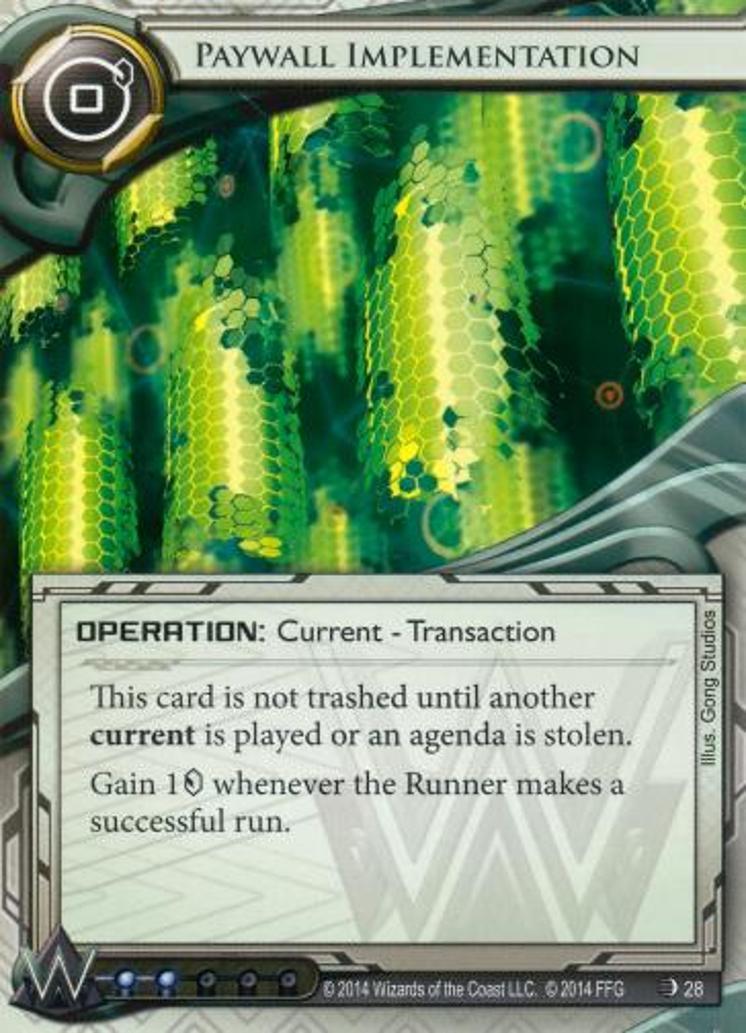 PAYWALL IMPLEMENTATION
OPERATION: Current - Transaction
This card is not trashed until another
current is played or an agenda is stolen.
Gain 1 whenever the Runner makes a
successful run.
Illus. Gong Studios
W
© 2014 Wizards of the Coast LLC. © 2014 FFG
28